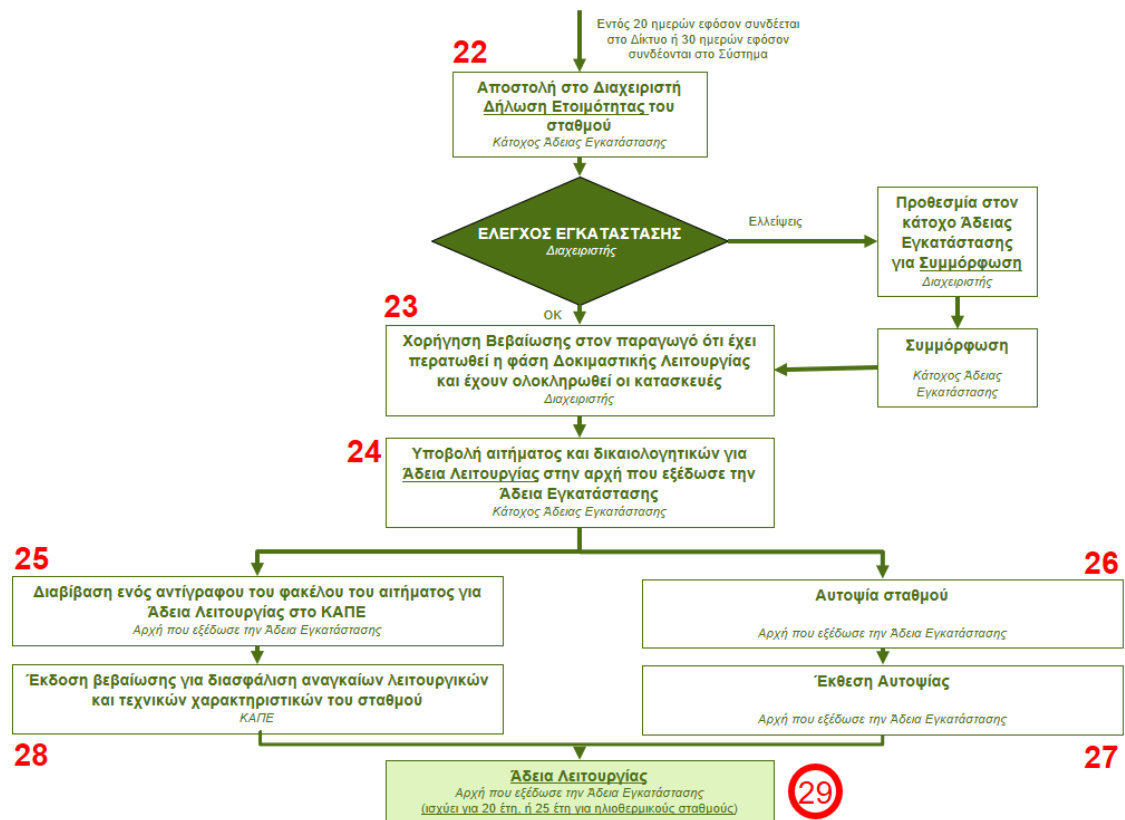 Εντός 20 ημερών εφόσον συνδέεται
στο Δίκτυο ή 30 ημερών εφόσον
συνδέονται στο Σύστημα
22
Αποστολή στο Διαχειριστή
Δήλωση Ετοιμότητας του
σταθμού
Κάτοχος Άδειας Εγκατάστασης
ΕΛΕΓΧΟΣ ΕΓΚΑΤΑΣΤΑΣΗΣ
Διαχειριστής
Ελλείψεις
Προθεσμία στον
κάτοχο Άδειας
Εγκατάστασης
για Συμμόρφωση
Διαχειριστής
Συμμόρφωση
Κάτοχος Άδειας
Εγκατάστασης
OK
23
Χορήγηση Βεβαίωσης στον παραγωγό ότι έχει
περατωθεί η φάση Δοκιμαστικής Λειτουργίας
και έχουν ολοκληρωθεί οι κατασκευές
Διαχειριστής
24
Υποβολή αιτήματος και δικαιολογητικών για
Άδεια Λειτουργίας στην αρχή που εξέδωσε την
Άδεια Εγκατάστασης
Κάτοχος Άδειας Εγκατάστασης
25
Διαβίβαση ενός αντίγραφου του φακέλου του αιτήματος για
Άδεια Λειτουργίας στο ΚΑΠΕ
Αρχή που εξέδωσε την Άδεια Εγκατάστασης
26
Αυτοψία σταθμού
Αρχή που εξέδωσε την Άδεια Εγκατάστασης
Έκδοση βεβαίωσης για διασφάλιση αναγκαίων λειτουργικών
και τεχνικών χαρακτηριστικών του σταθμού
ΚΑΠΕ
28
Έκθεση Αυτοψίας
Αρχή που εξέδωσε την Άδεια Εγκατάστασης
27
Άδεια Λειτουργίας
Αρχή που εξέδωσε την Άδεια Εγκατάστασης
(ισχύει για 20 έτη, ή 25 έτη για ηλιοθερμικούς σταθμούς)
29